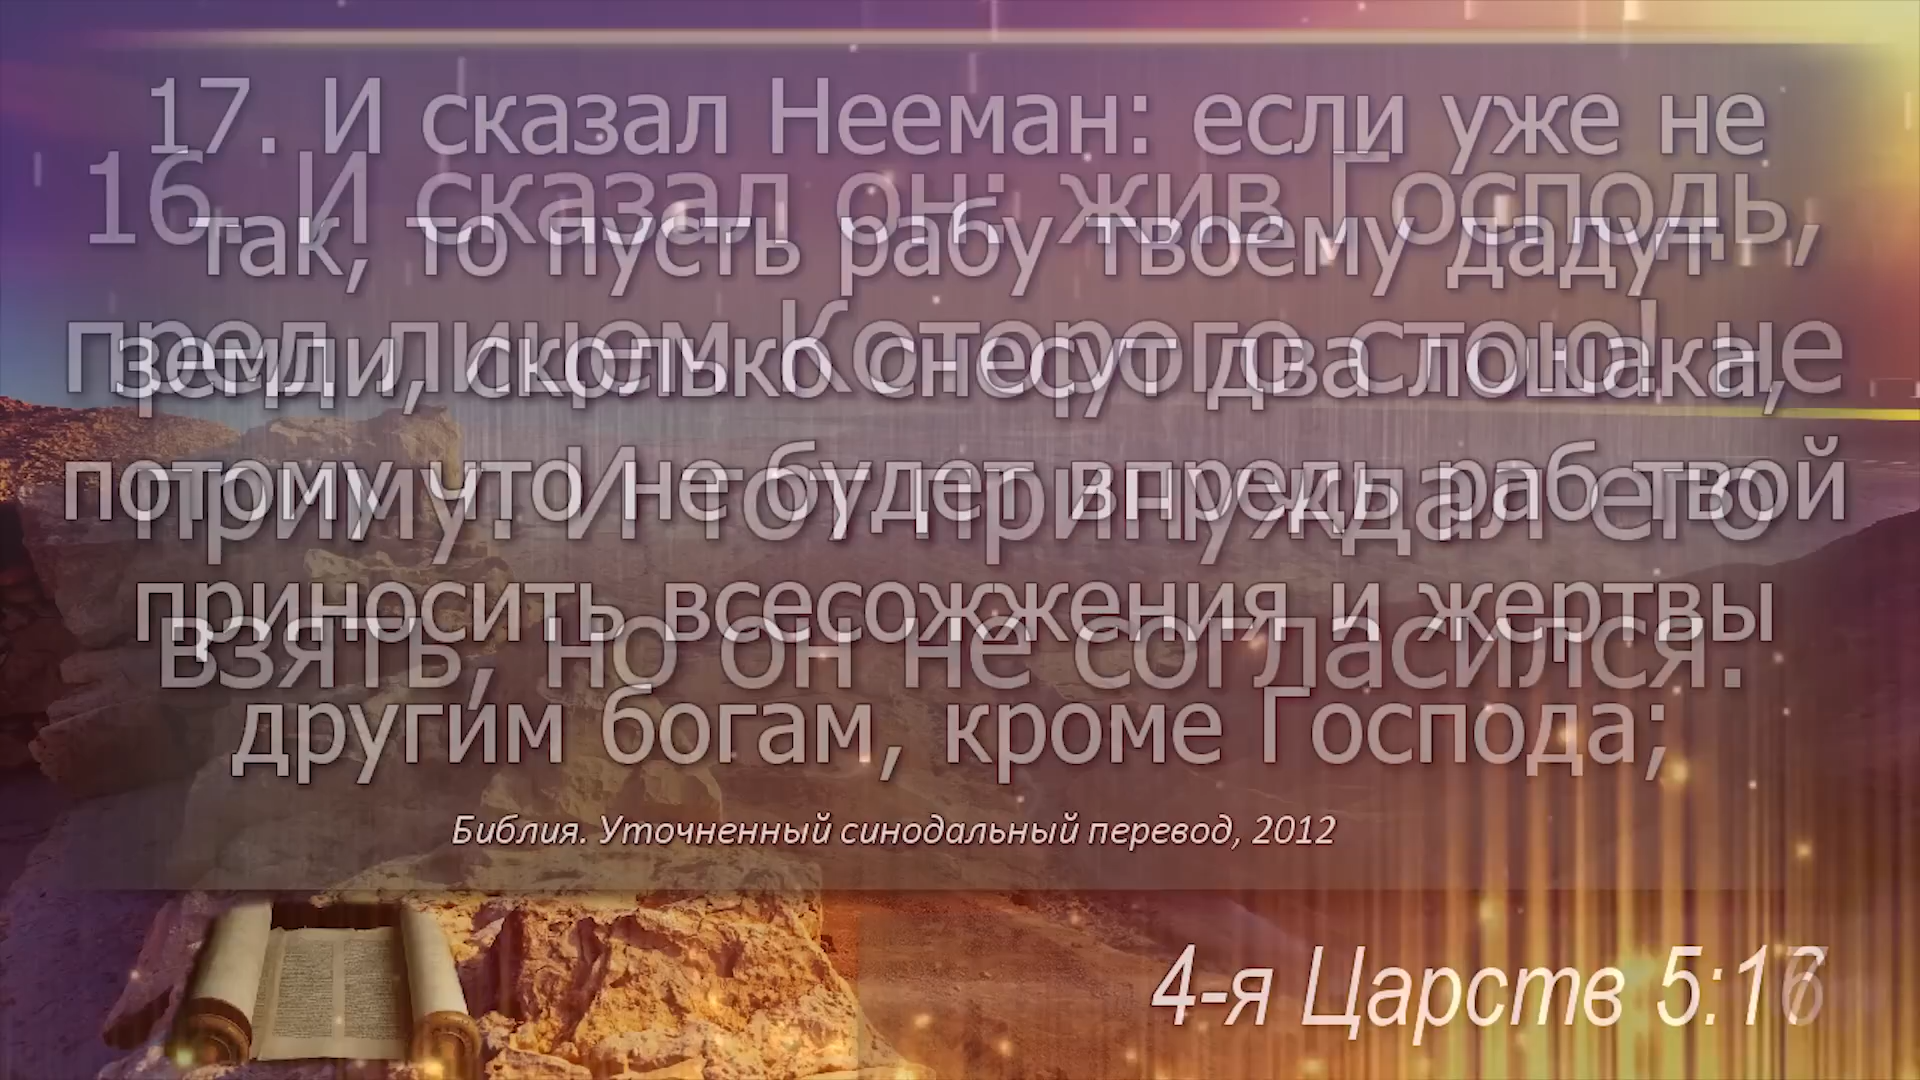 16. И сказал он: жив Господь,
пред лицем Которого стою! не
приму. И тот принуждал его
взять, но он не согласился.
17. И сказал Нееман: если уже не
так, то пусть рабу твоему дадут
земли, сколько снесут два лошака,
потому что не будет впредь раб твой
приносить всесожжения и жертвы
другим богам, кроме Господа;
Библия. Уточненный синодальный перевод, 2012
4-я Царств 5:17